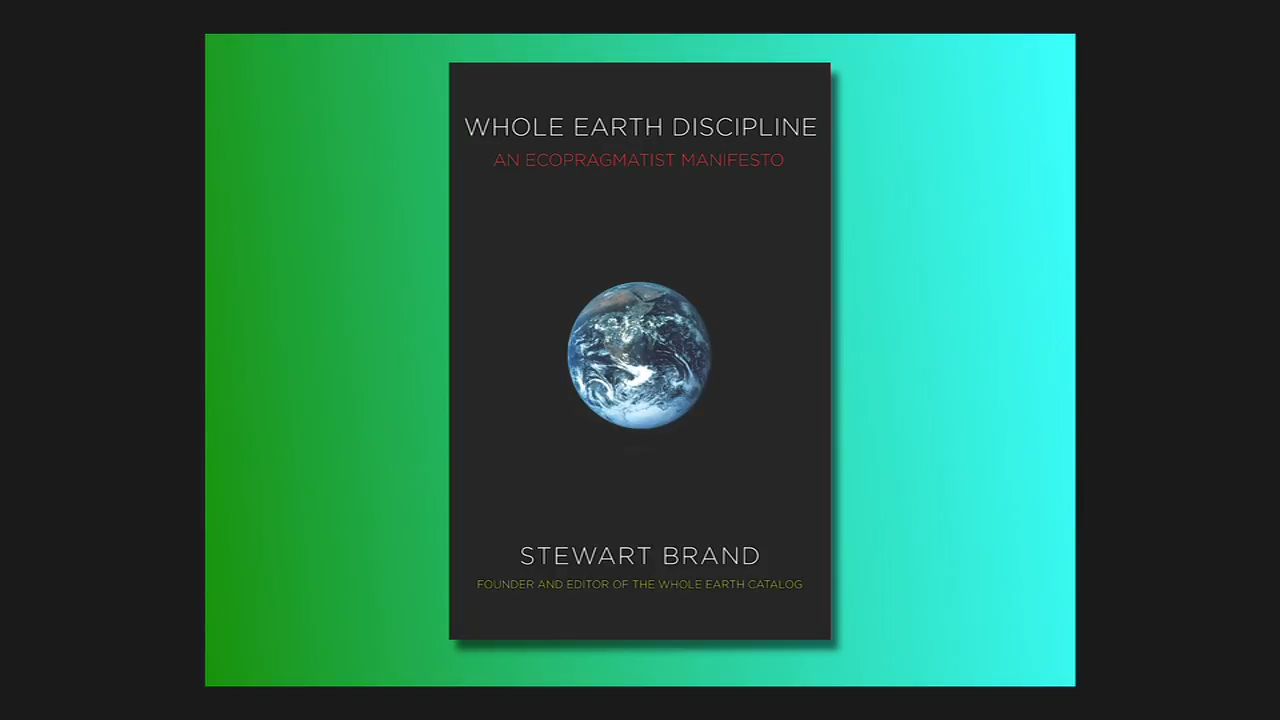 WHOLE EARTH DISCIPLINE
AN ECOPRAGMATIST MANIFESTO
STEWART BRAND
FOUNDER AND EDITOR OF THE WHOLE EARTH CATALOG